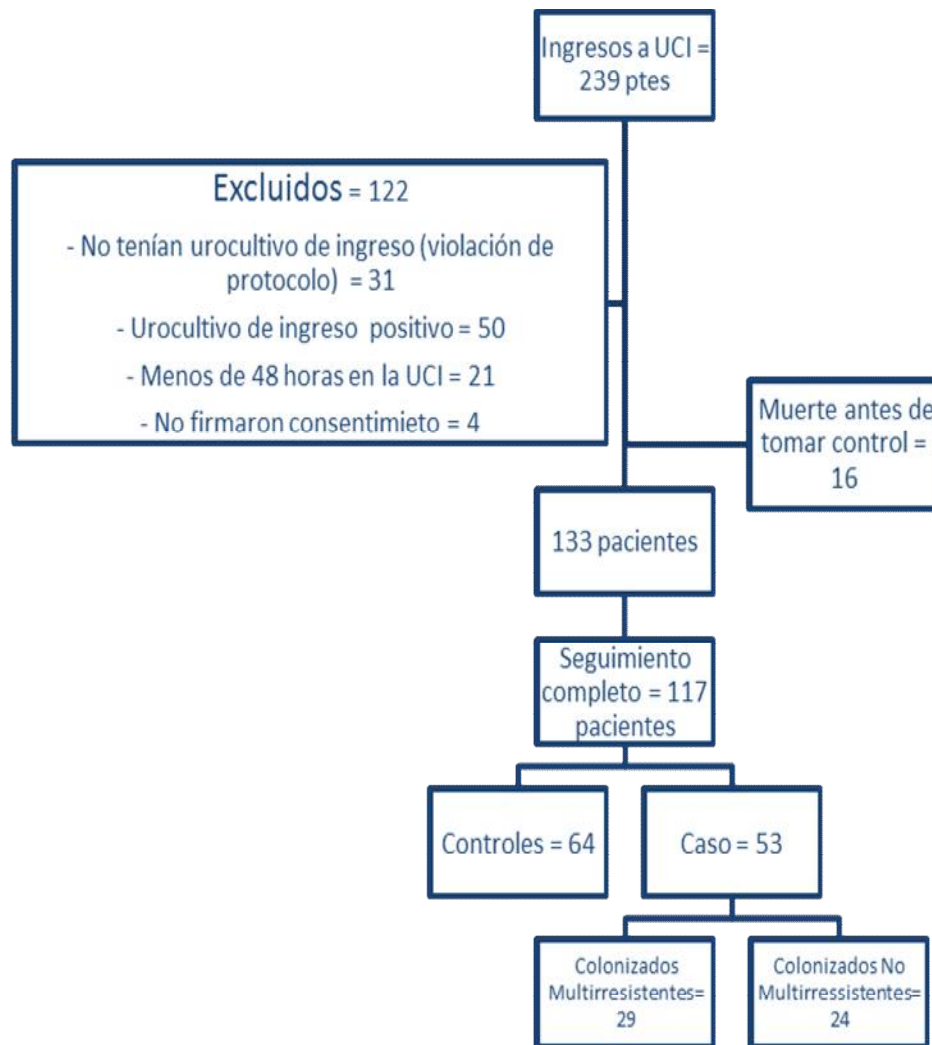 Ingresos a UCI =
239 ptes
Excluidos = 122
- No tenían urocultivo de ingreso (violación de
protocolo) = 31
- Urocultivo de ingreso positivo = 50
- Menos de 48 horas en la UCI = 21
- No firmaron consentimieto = 4
Muerte antes de
tomar control =
16
133 pacientes
Seguimiento
completo = 117
pacientes
Controles = 64
Caso = 53
Colonizados
Multirresistentes=
29
Colonizados No
Multirressistentes=
24